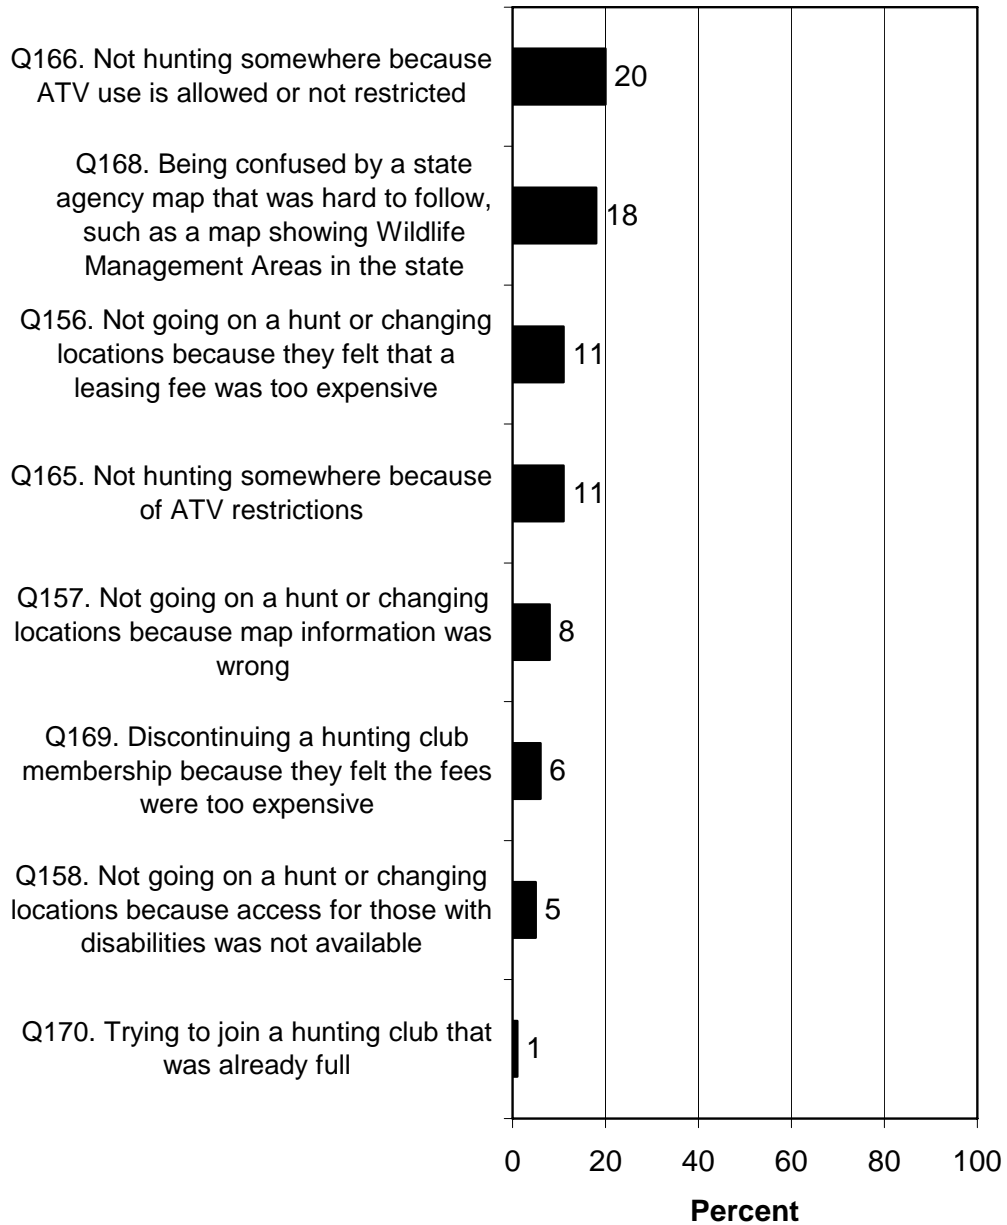 Q166. Not hunting somewhere because
ATV use is allowed or not restricted
20
Q168. Being confused by a state
agency map that was hard to follow,
such as a map showing Wildlife
Management Areas in the state
18
Q156. Not going on a hunt or changing
locations because they felt that a
leasing fee was too expensive
11
Q165. Not hunting somewhere because
of ATV restrictions
11
Q157. Not going on a hunt or changing
locations because map information was
wrong
8
Q169. Discontinuing a hunting club
membership because they felt the fees
were too expensive
6
Q158. Not going on a hunt or changing
locations because access for those with
disabilities was not available
5
Q170. Trying to join a hunting club that
was already full
1
0 20 40 60 80 100
Percent